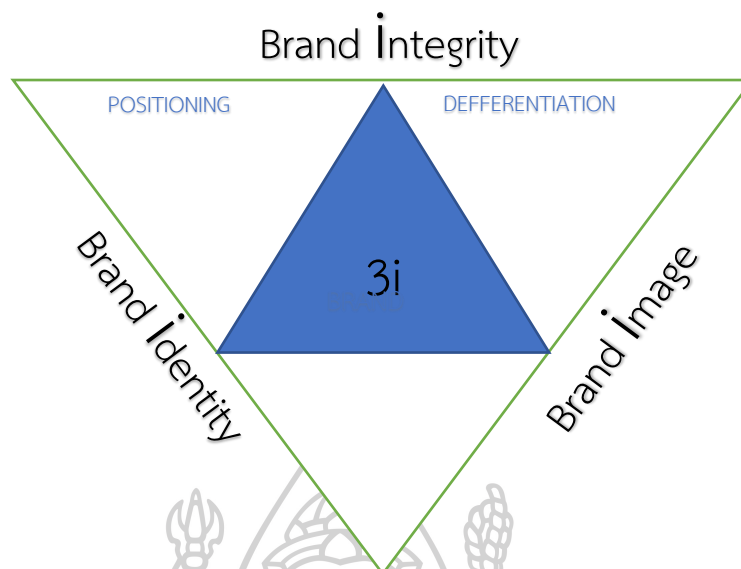 Brand integrity
POSITIONING
DEFFERENTIATION
3i
Brand identity
Brand image